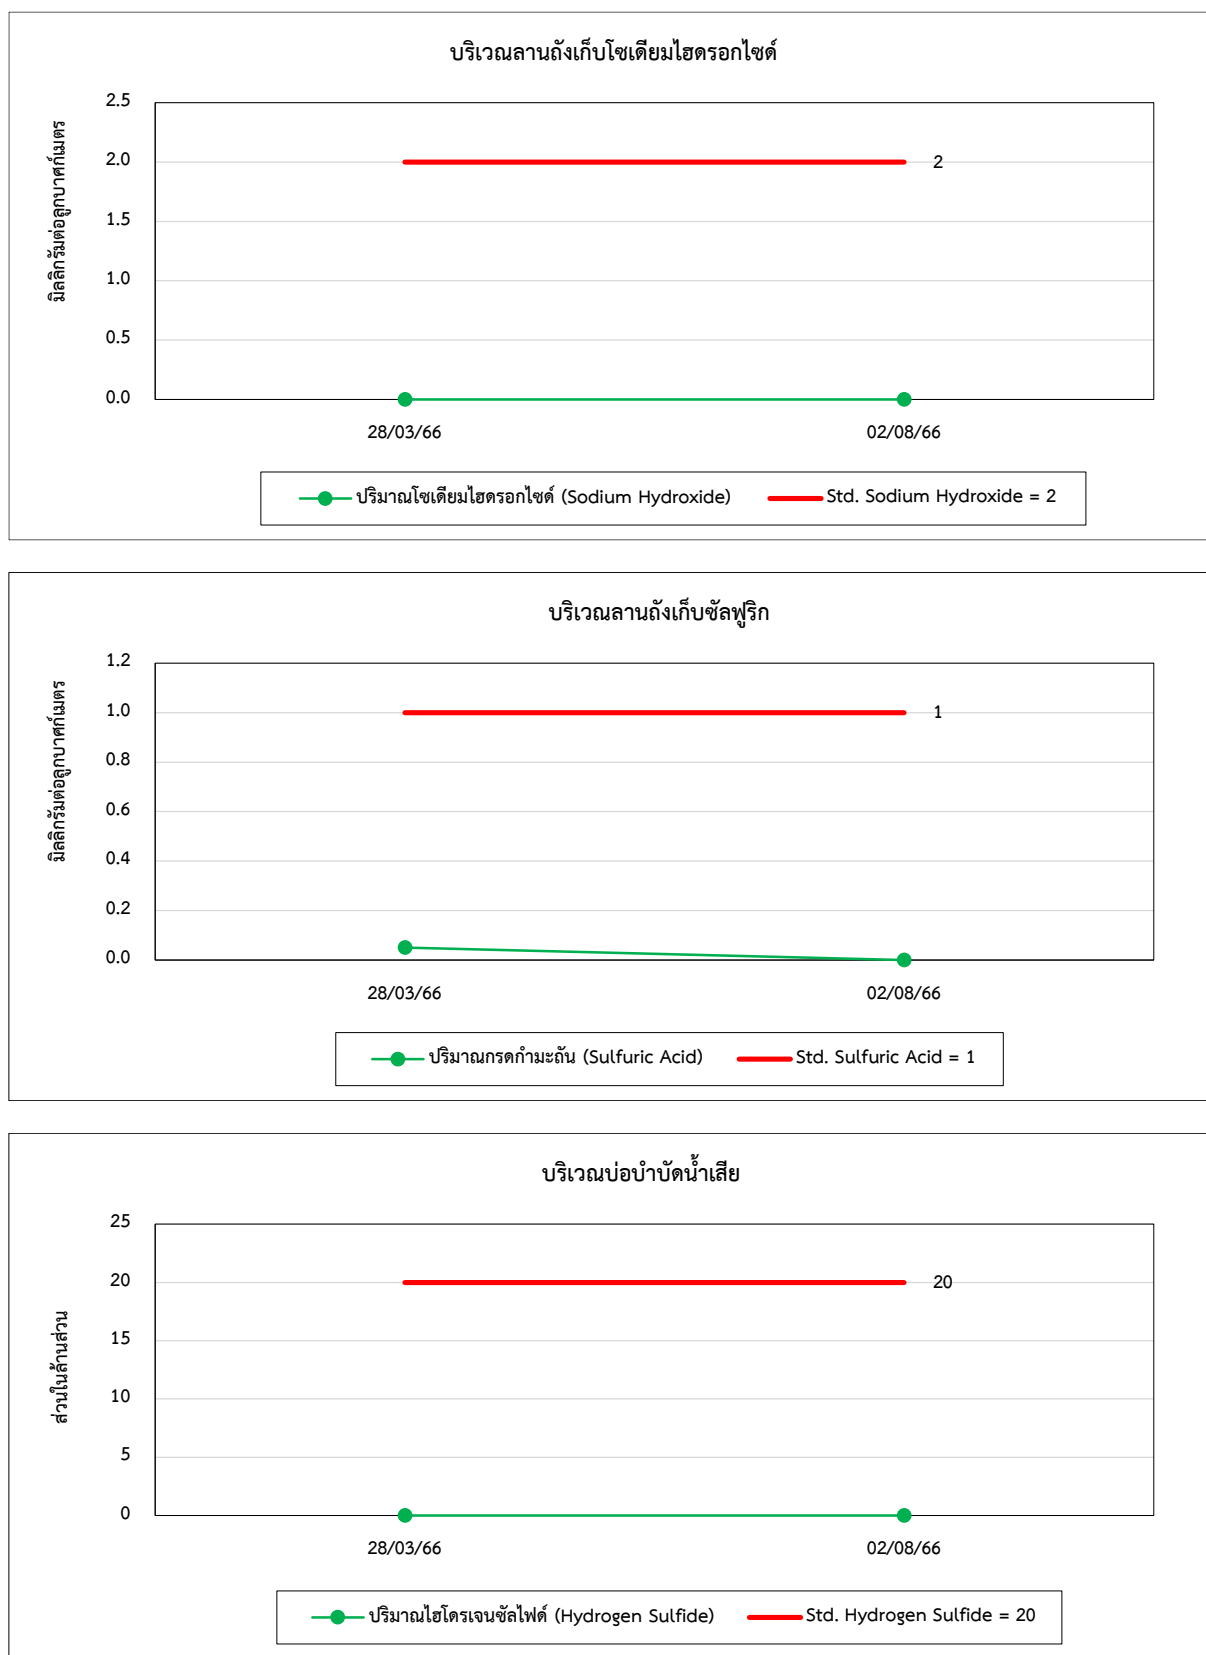 บริเวณลานถังเก็บโซเดียมไฮดรอกไซด์
มิลลิกรัมต่อลูกบาศก์เมตร
2.5
2.0
1.5
1.0
0.5
0.0
2
28/03/66
02/08/66
ปริมาณโซเดียมไฮดรอกไซด์ (Sodium Hydroxide)
Std. Sodium Hydroxide = 2
บริเวณลานถังเก็บซัลฟูริก
มิลลิกรัมต่อลูกบาศก์เมตร
1.2
1.0
0.8
0.6
0.4
0.2
0.0
1
28/03/66
02/08/66
ปริมาณกรดกำมะถัน (Sulfuric Acid)
Std. Sulfuric Acid = 1
บริเวณบ่อบำบัดน้ำเสีย
ส่วนในล้านส่วน
25
20
15
10
5
0
20
28/03/66
02/08/66
ปริมาณไฮโดรเจนซัลไฟด์ (Hydrogen Sulfide)
Std. Hydrogen Sulfide = 20